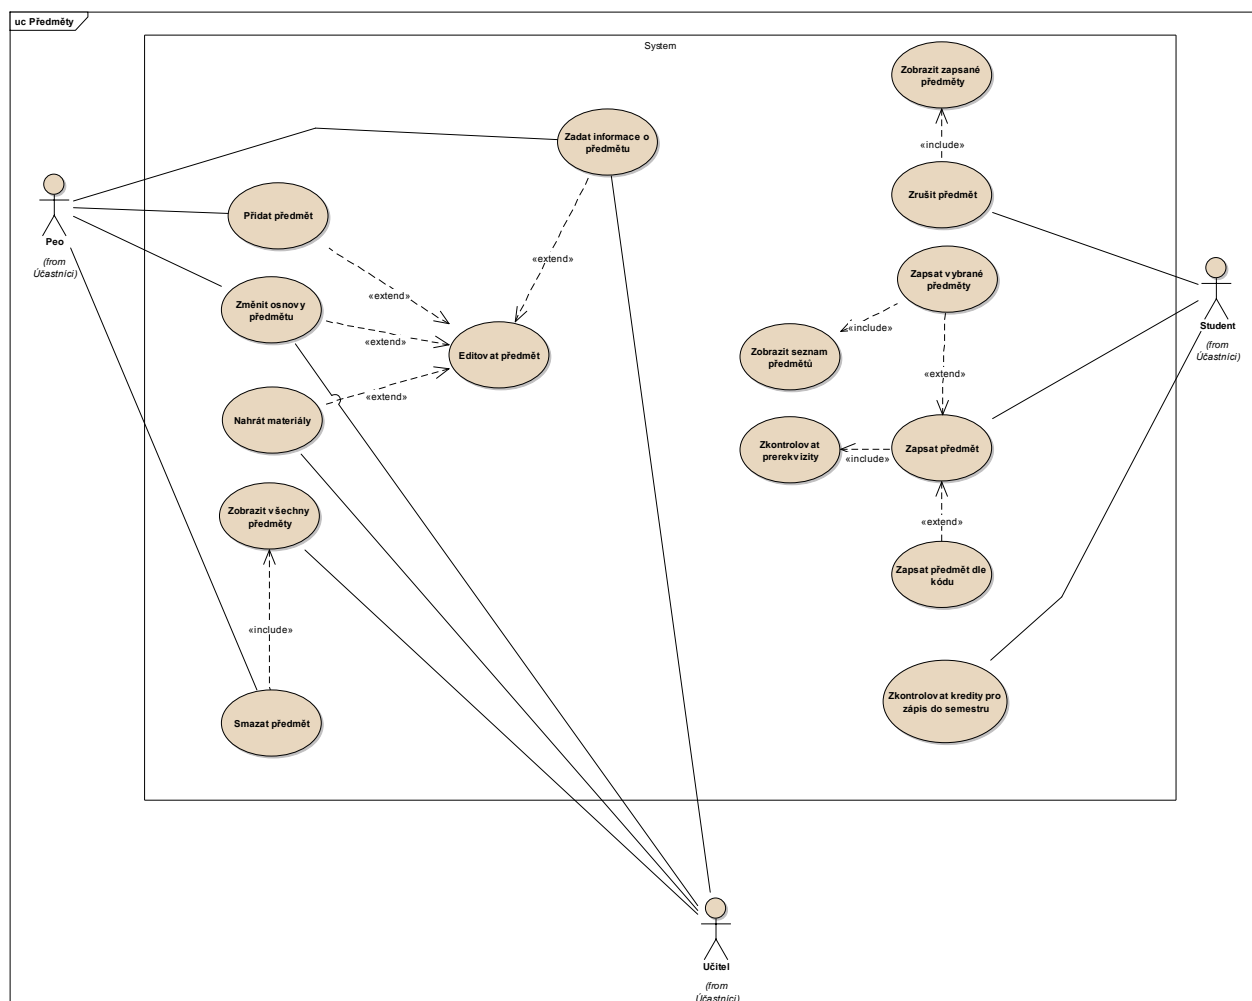 uc Předměty
System
Zobrazit zapsané
předměty
«include»
Zrušit předmět
Zadat informace o
předmětu
Přidat předmět
Peo
(from
Účastníci)
«extend»
«extend»
Změnit osnovy
předmětu
«extend»
Editovat předmět
Nahrát materiály
«extend»
Zobrazit všechny
předměty
«include»
Smazat předmět
Zapsat vybrané
předměty
«include»
Zobrazit seznam
předmětů
«extend»
Student
(from
Účastníci)
Zkontrolovat
prerekvizity
«include»
Zapsat předmět
«extend»
Zapsat předmět dle
kódu
Zkontrolovat kredity pro
zápis do semestru
Učitel
(from
Účastníci)